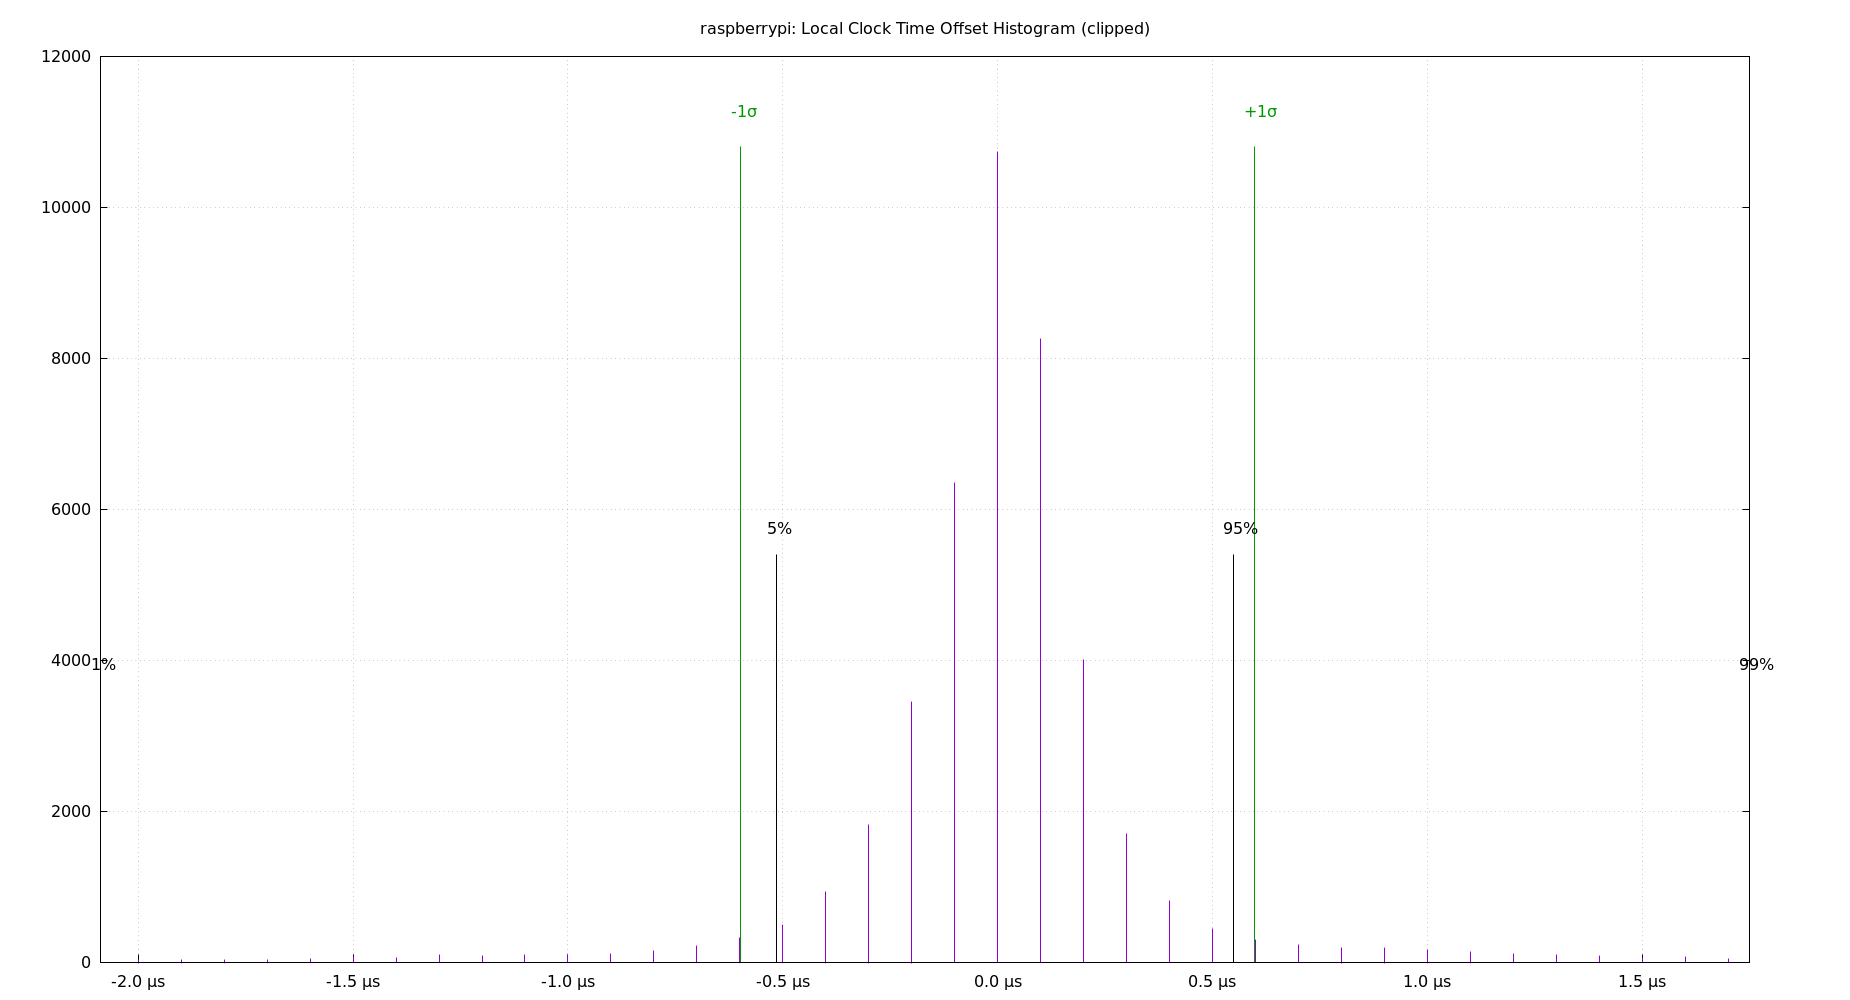 raspberrypi: Local Clock Time Offset Histogram (clipped)
12000
-1σ
+1σ
10000
8000
6000
5%
95%
4000
1%
99%
2000
0
-2.0 μs
-1.5 μs
-1.0 μs
-0.5 μs
0.0 μs
0.5 μs
1.0 μs
1.5 μs